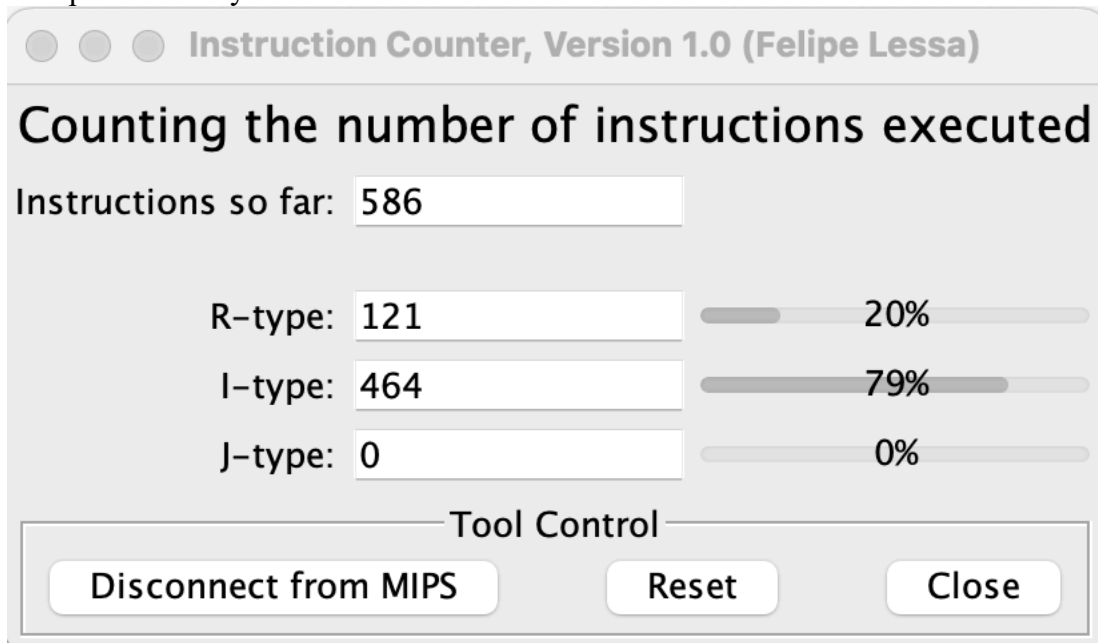 Instruction Counter, Version 1.0 (Felipe Lessa)
Counting the number of instructions executed
Instructions so far: 586
R-type: 121 20%
I-type: 464 79%
J-type: 0 0%
Tool Control
Disconnect from MIPS Reset Close